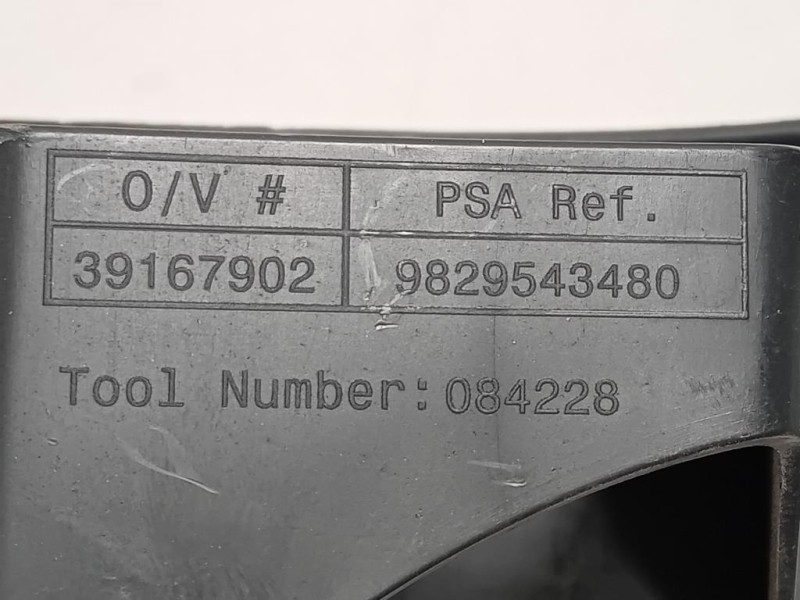 O/V # PSA Ref.
39167902 9829543480
Tool Number: 084228